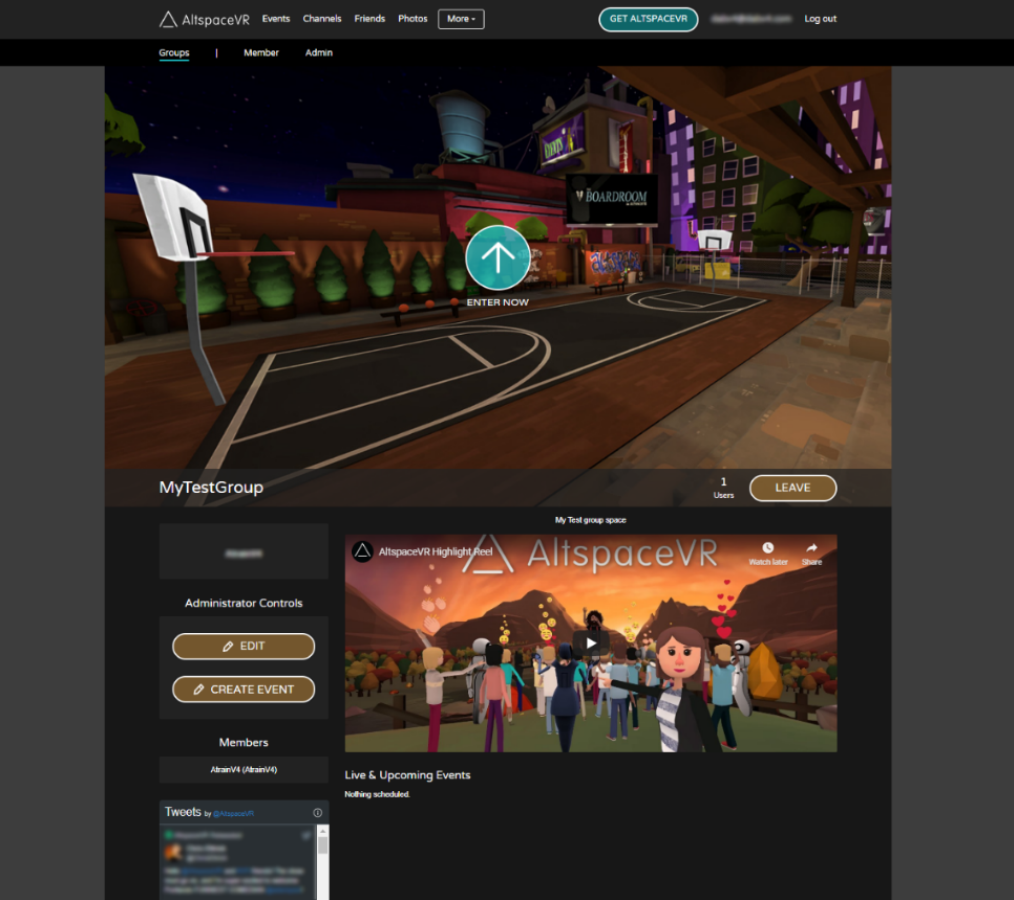 AltspaceVR Events Channels Friends Photos More GET ALTSPACEVR Log out
Groups | Member Admin
BOARDROOM
ENTER NOW
MyTestGroup
1
Users
LEAVE
My Test group space
Administrator Controls
EDIT
CREATE EVENT
Members
AtrainV4 (AtrainV4)
Tweets by @AltspaceVR
AltspaceVR Highlight Reel
AltspaceVR
Watch later
Share
Live & Upcoming Events
Nothing scheduled.